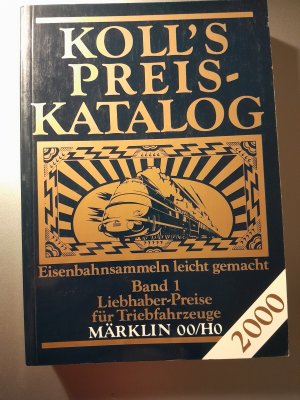 KOLL'S
PREIS-
KATALOG
Eisenbahnsammeln leicht gemacht
Band 1
Liebhaber-Preise
für Triebfahrzeuge
MÄRKLIN 00/H0
2000